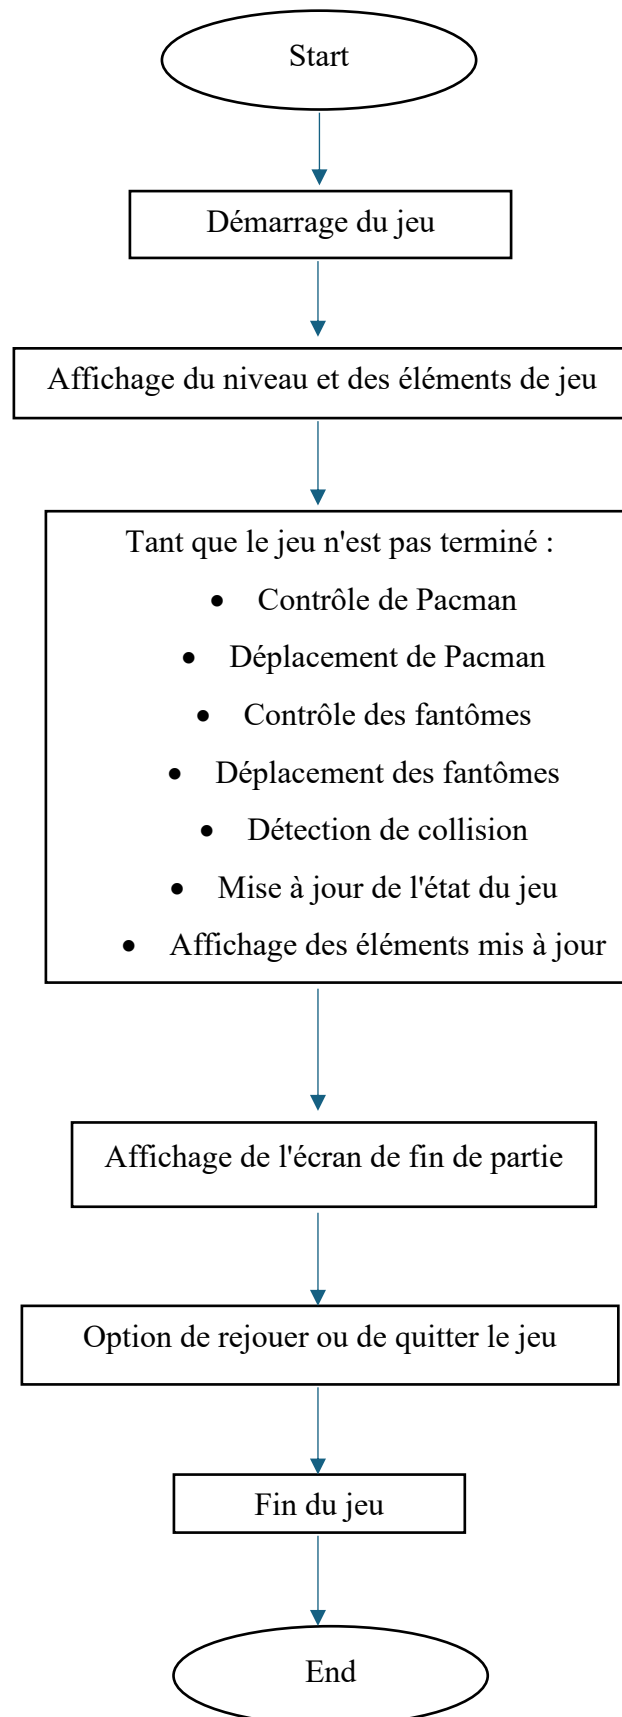 Start
Démarrage du jeu
Affichage du niveau et des éléments de jeu
Tant que le jeu n'est pas terminé :
• Contrôle de Pacman
• Déplacement de Pacman
• Contrôle des fantômes
• Déplacement des fantômes
• Détection de collision
• Mise à jour de l'état du jeu
• Affichage des éléments mis à jour
Affichage de l'écran de fin de partie
Option de rejouer ou de quitter le jeu
Fin du jeu
End